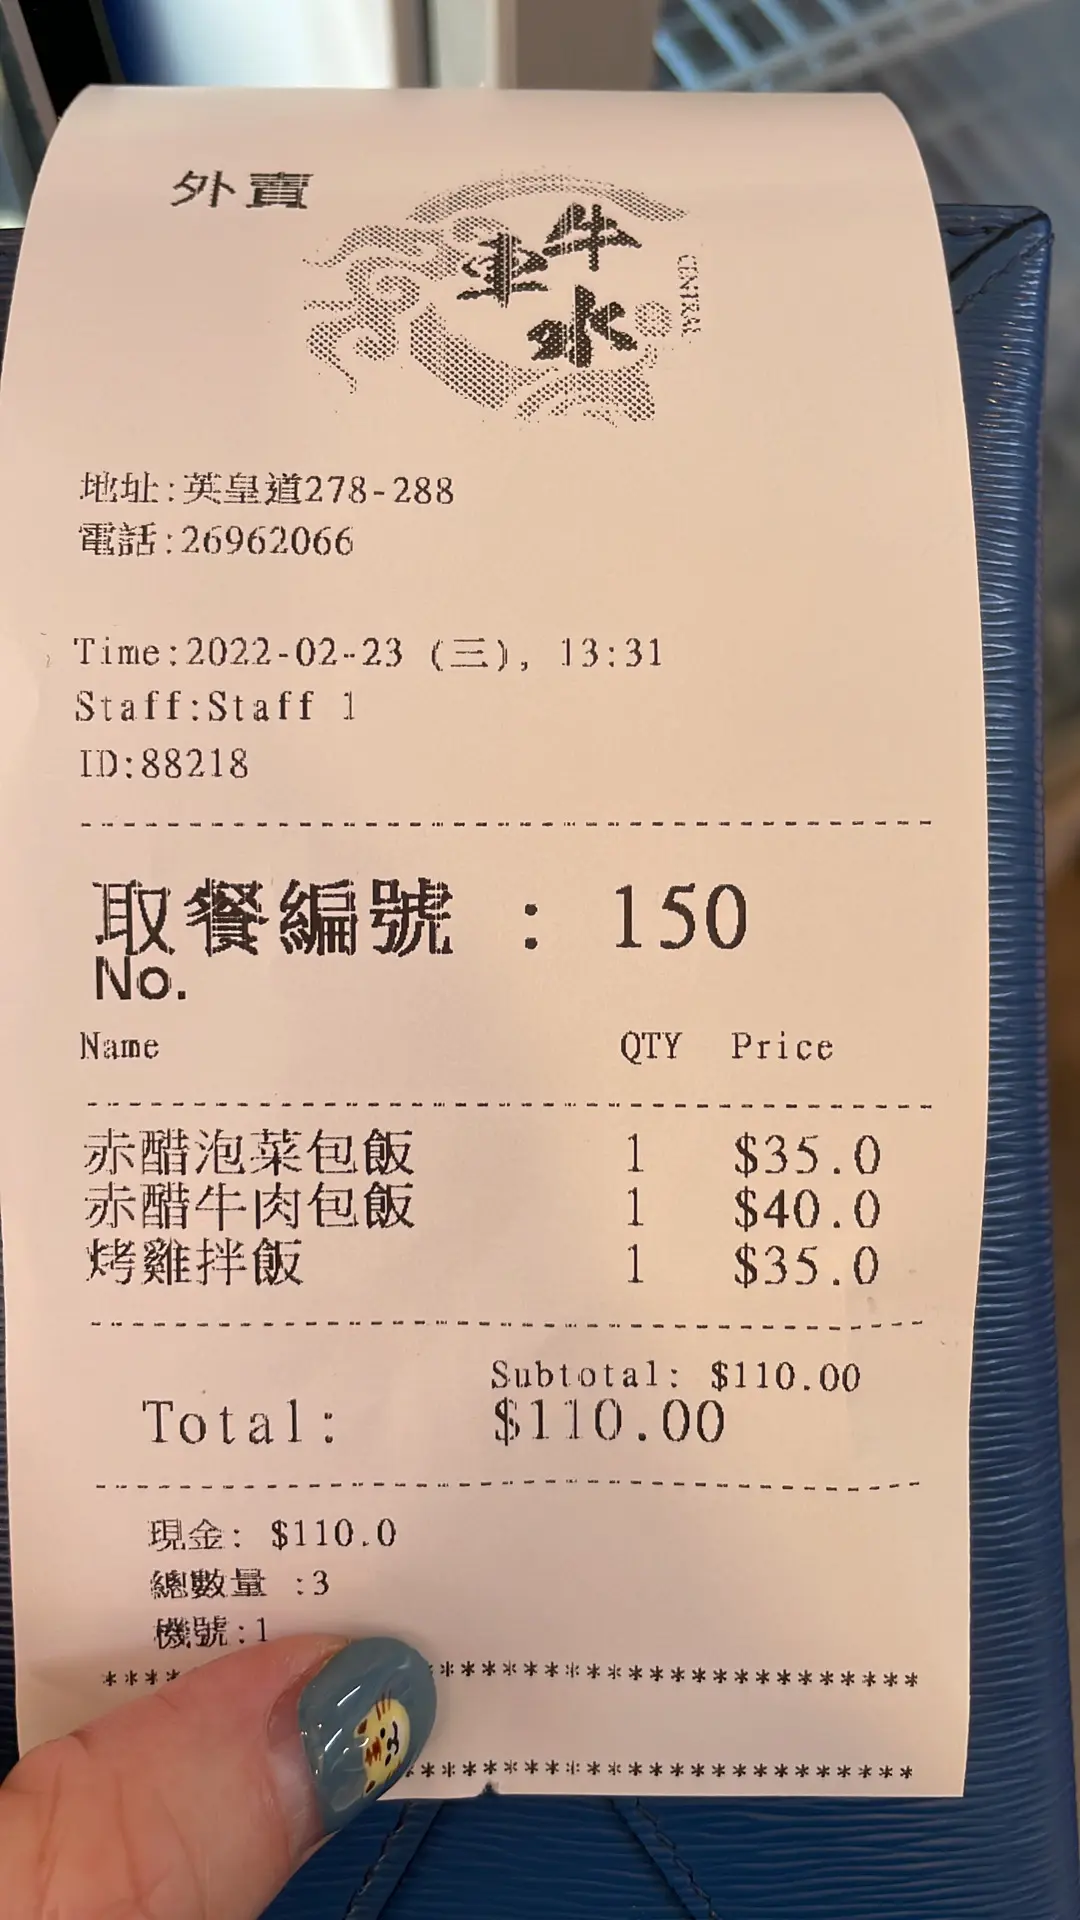 外賣
牛車水
CENTRAL
地址:英皇道278-288
電話:26962066
Time:2022-02-23 (三), 13:31
Staff:Staff 1
ID:88218
取餐編號 : 150
No.
Name QTY Price
赤醋泡菜包飯 1 $35.0
赤醋牛肉包飯 1 $40.0
烤雞拌飯 1 $35.0
Subtotal: $110.00
Total: $110.00
現金: $110.0
總數量 :3
機號:1